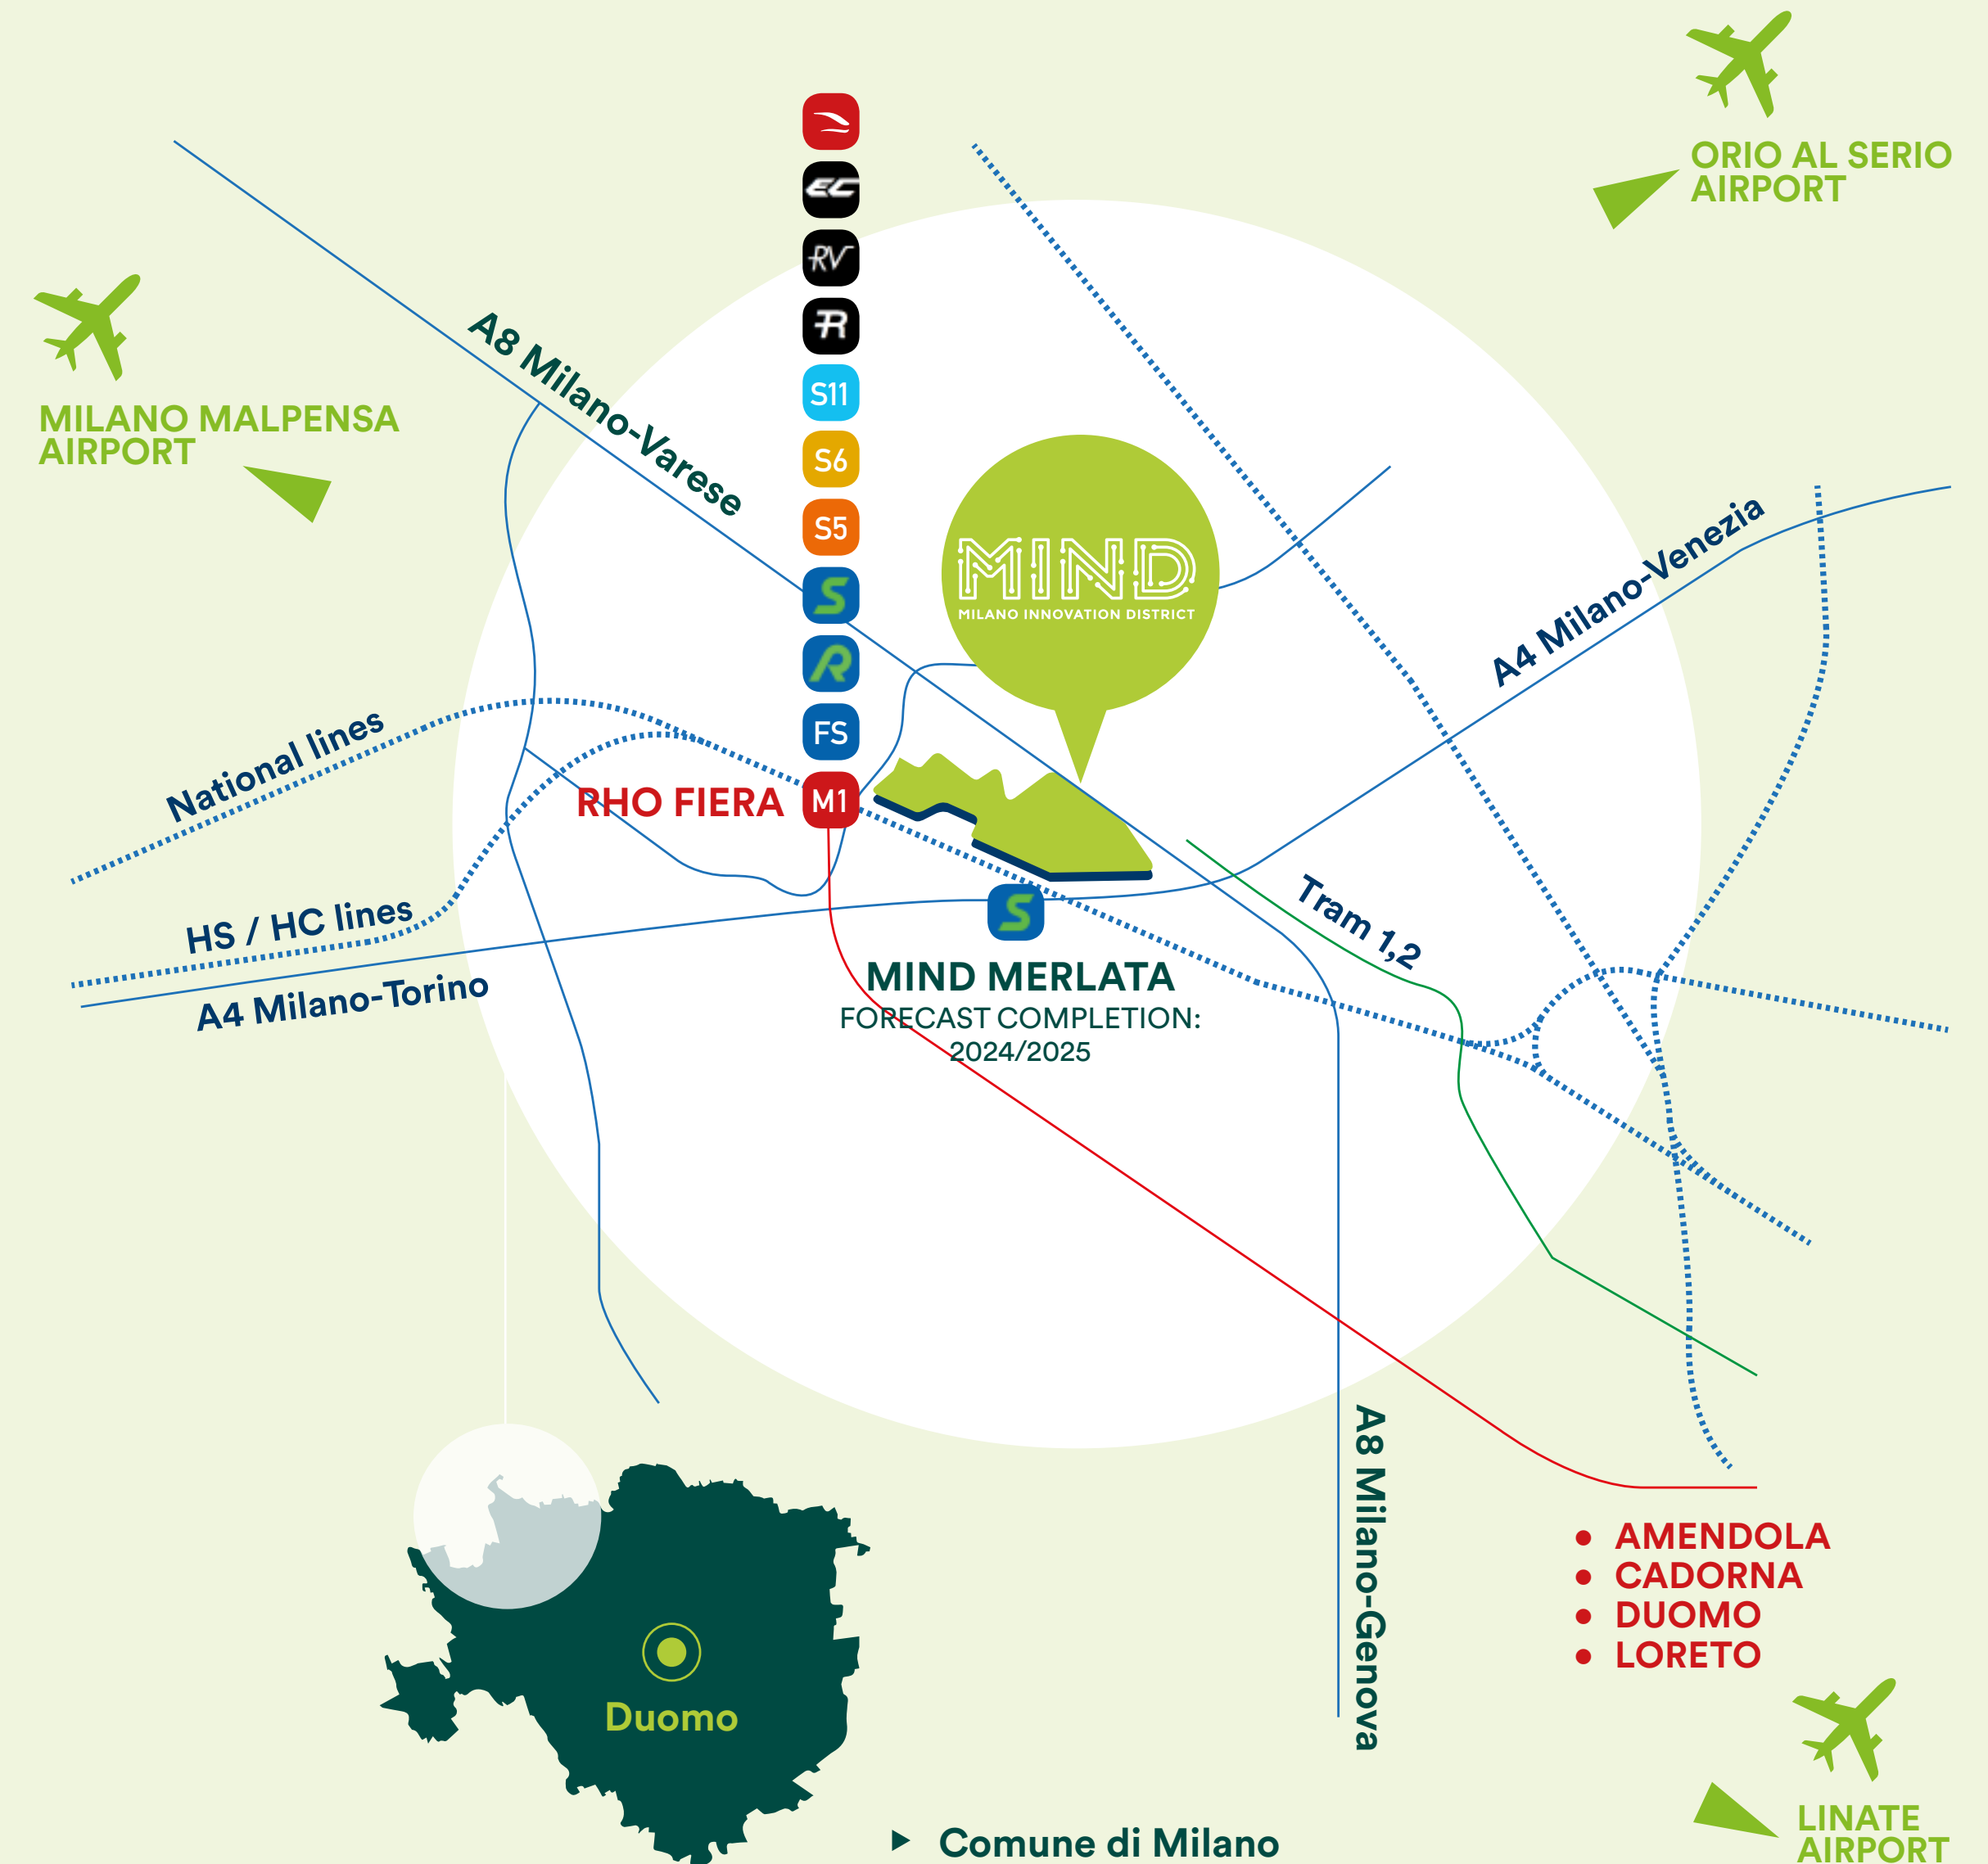 ORIO AL SERIO
AIRPORT
MILANO MALPENSA
AIRPORT
A8 Milano-Varese
EC
RV
R
S11
S6
S5
S
R
FS
M1
RHO FIERA
MIND
MILANO INNOVATION DISTRICT
A4 Milano-Venezia
National lines
HS / HC lines
A4 Milano-Torino
S
MIND MERLATA
FORECAST COMPLETION:
2024/2025
Tram 1,2
A8 Milano-Genova
AMENDOLA
CADORNA
DUOMO
LORETO
Duomo
Comune di Milano
LINATE
AIRPORT